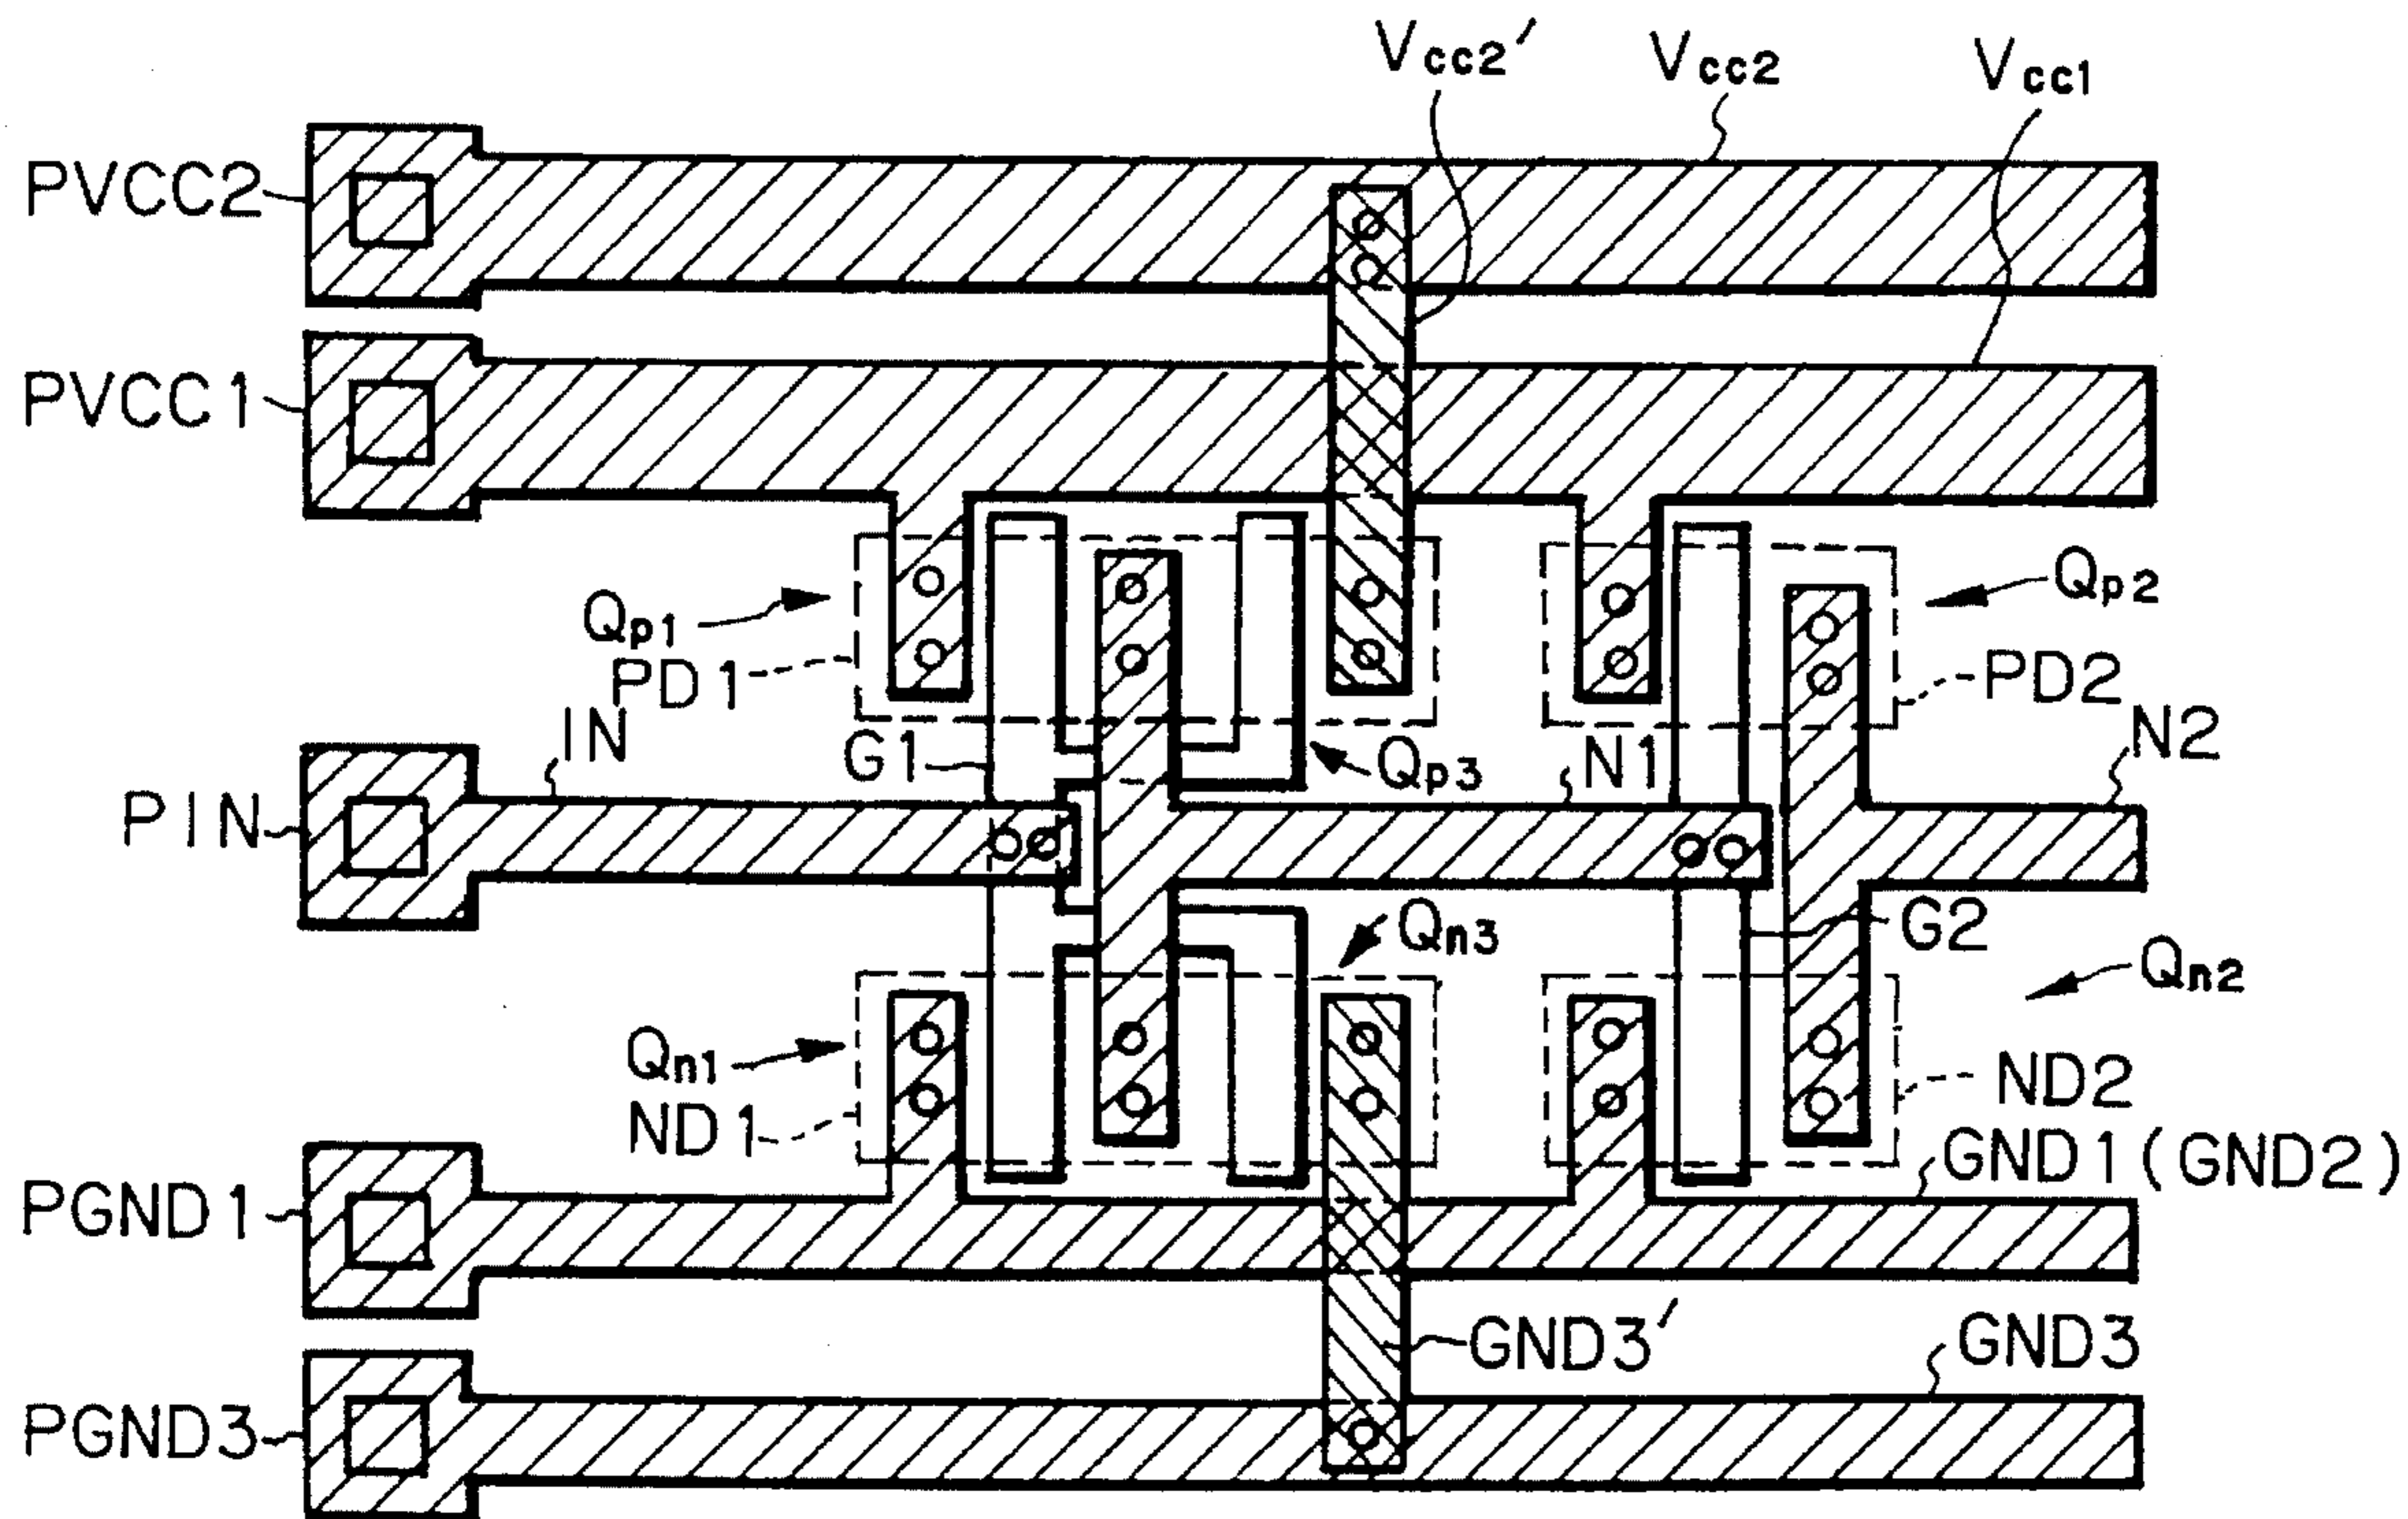 Vcc2′ Vcc2 Vcc1
PVCC2
PVCC1
Qp1
Qp2
PD1
PD2
IN
G1
Qp3
N1
N2
PIN
Qn3
G2
Qn1
Qn2
ND1
ND2
GND1(GND2)
PGND1
GND3′
GND3
PGND3